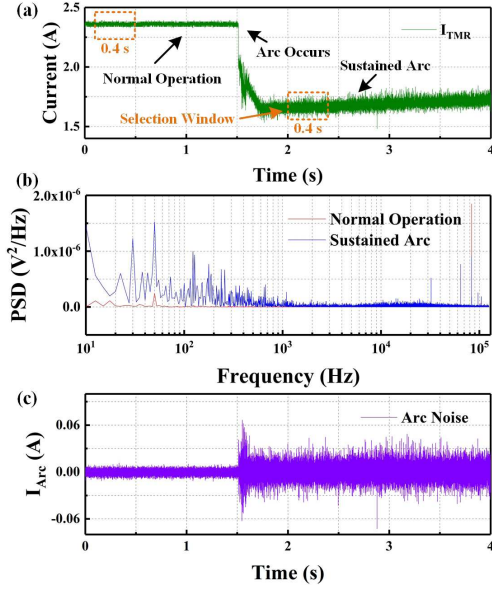 (a)
Current (A)
3.0
2.5
2.0
1.5
I_TMR
0.4 s
Normal Operation
Arc Occurs
Sustained Arc
Selection Window
0.4 s
0 1 2 3 4
Time (s)
(b)
PSD (V²/Hz)
2.0x10⁻⁶
1.0x10⁻⁶
0.0
Normal Operation
Sustained Arc
10¹ 10² 10³ 10⁴ 10⁵
Frequency (Hz)
(c)
I_Arc (A)
0.06
0.00
-0.06
Arc Noise
0 1 2 3 4
Time (s)